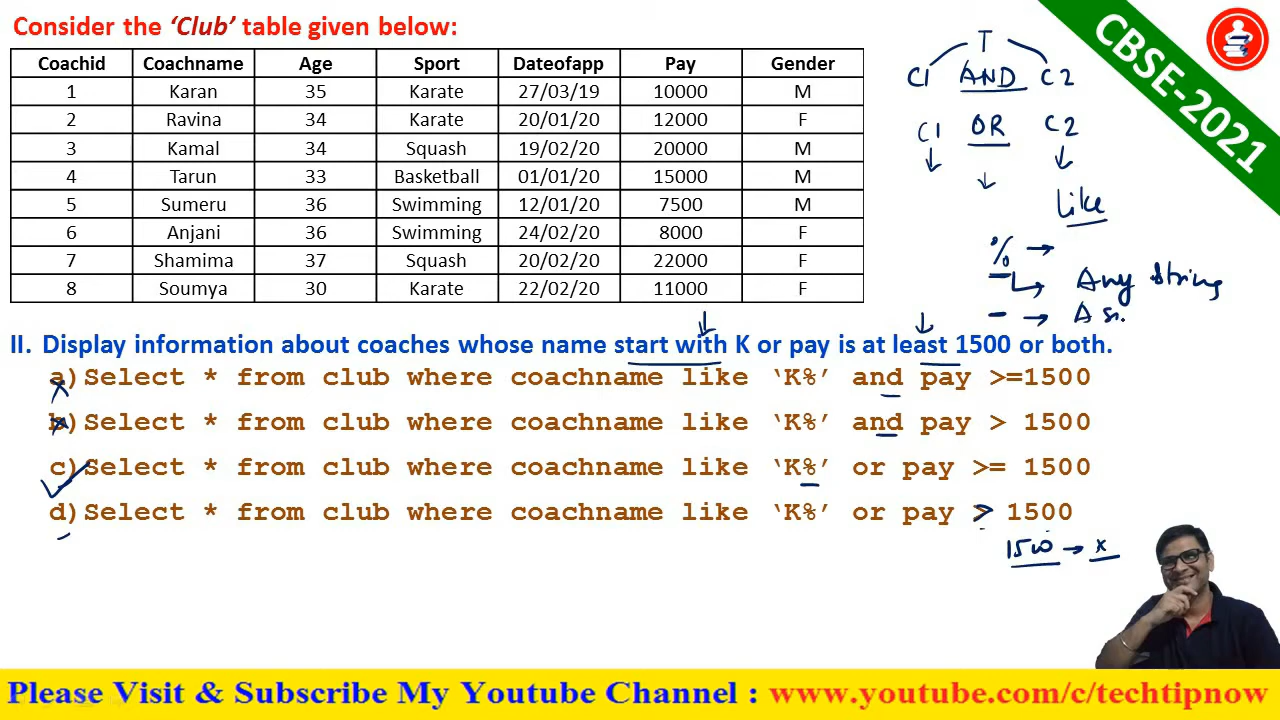 Consider the ‘Club’ table given below:
Coachid Coachname Age Sport Dateofapp Pay Gender
1 Karan 35 Karate 27/03/19 10000 M
2 Ravina 34 Karate 20/01/20 12000 F
3 Kamal 34 Squash 19/02/20 20000 M
4 Tarun 33 Basketball 01/01/20 15000 M
5 Sumeru 36 Swimming 12/01/20 7500 M
6 Anjani 36 Swimming 24/02/20 8000 F
7 Shamima 37 Squash 20/02/20 22000 F
8 Soumya 30 Karate 22/02/20 11000 F
T
C1 AND C2
C1 OR C2
like
% →
Any string
- → A
CBSE-2021
II. Display information about coaches whose name start with K or pay is at least 1500 or both.
a)Select * from club where coachname like ‘K%’ and pay >=1500
b)Select * from club where coachname like ‘K%’ and pay > 1500
c)Select * from club where coachname like ‘K%’ or pay >= 1500
d)Select * from club where coachname like ‘K%’ or pay > 1500
1500 → x
Please Visit & Subscribe My Youtube Channel : www.youtube.com/c/techtipnow